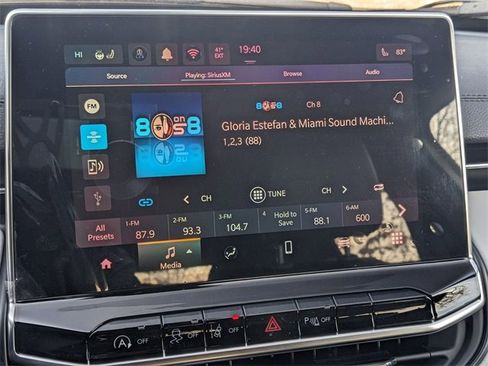 HI 41° EXT 19:40 83°
Source Playing: SiriusXM Browse Audio
FM
80s on 8 Ch 8
Gloria Estefan & Miami Sound Machi...
1,2,3 (88)
CH TUNE CH
All Presets 1-FM 87.9 2-FM 93.3 3-FM 104.7 4 Hold to Save 5-FM 88.1 6-AM 600
Media
A OFF OFF OFF P OFF